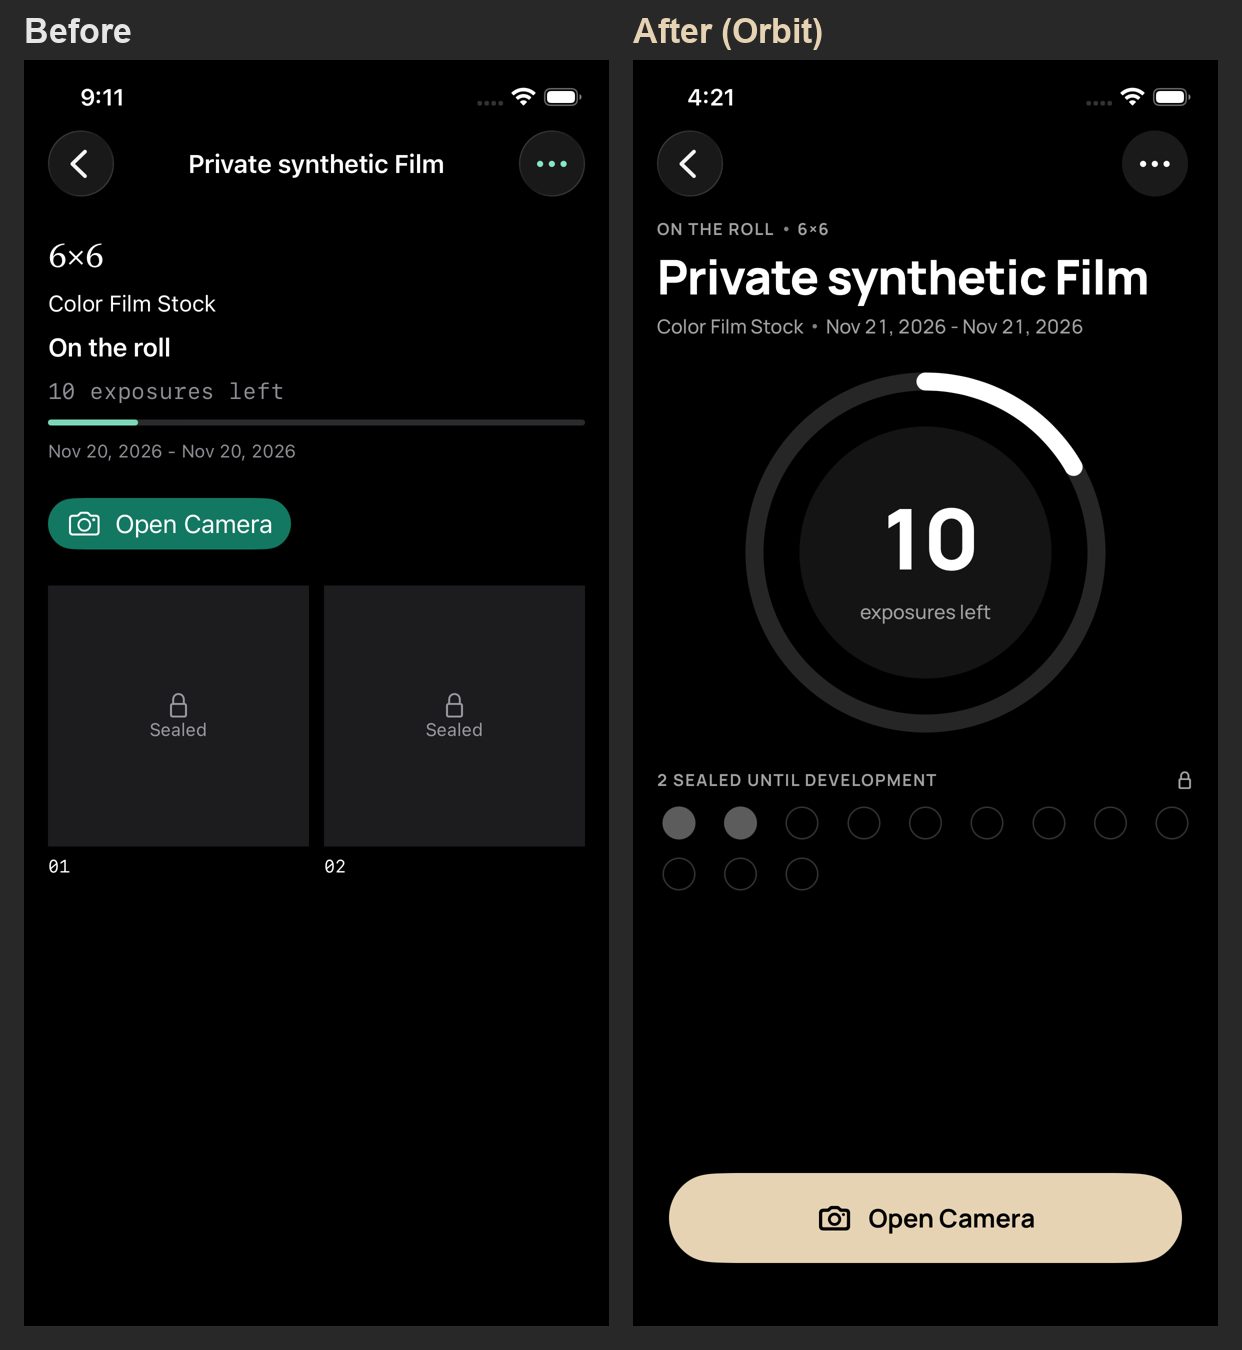 Before
9:11
Private synthetic Film
6×6
Color Film Stock
On the roll
10 exposures left
Nov 20, 2026 - Nov 20, 2026
Open Camera
Sealed
Sealed
01
02
After (Orbit)
4:21
ON THE ROLL • 6×6
Private synthetic Film
Color Film Stock • Nov 21, 2026 - Nov 21, 2026
10
exposures left
2 SEALED UNTIL DEVELOPMENT
Open Camera